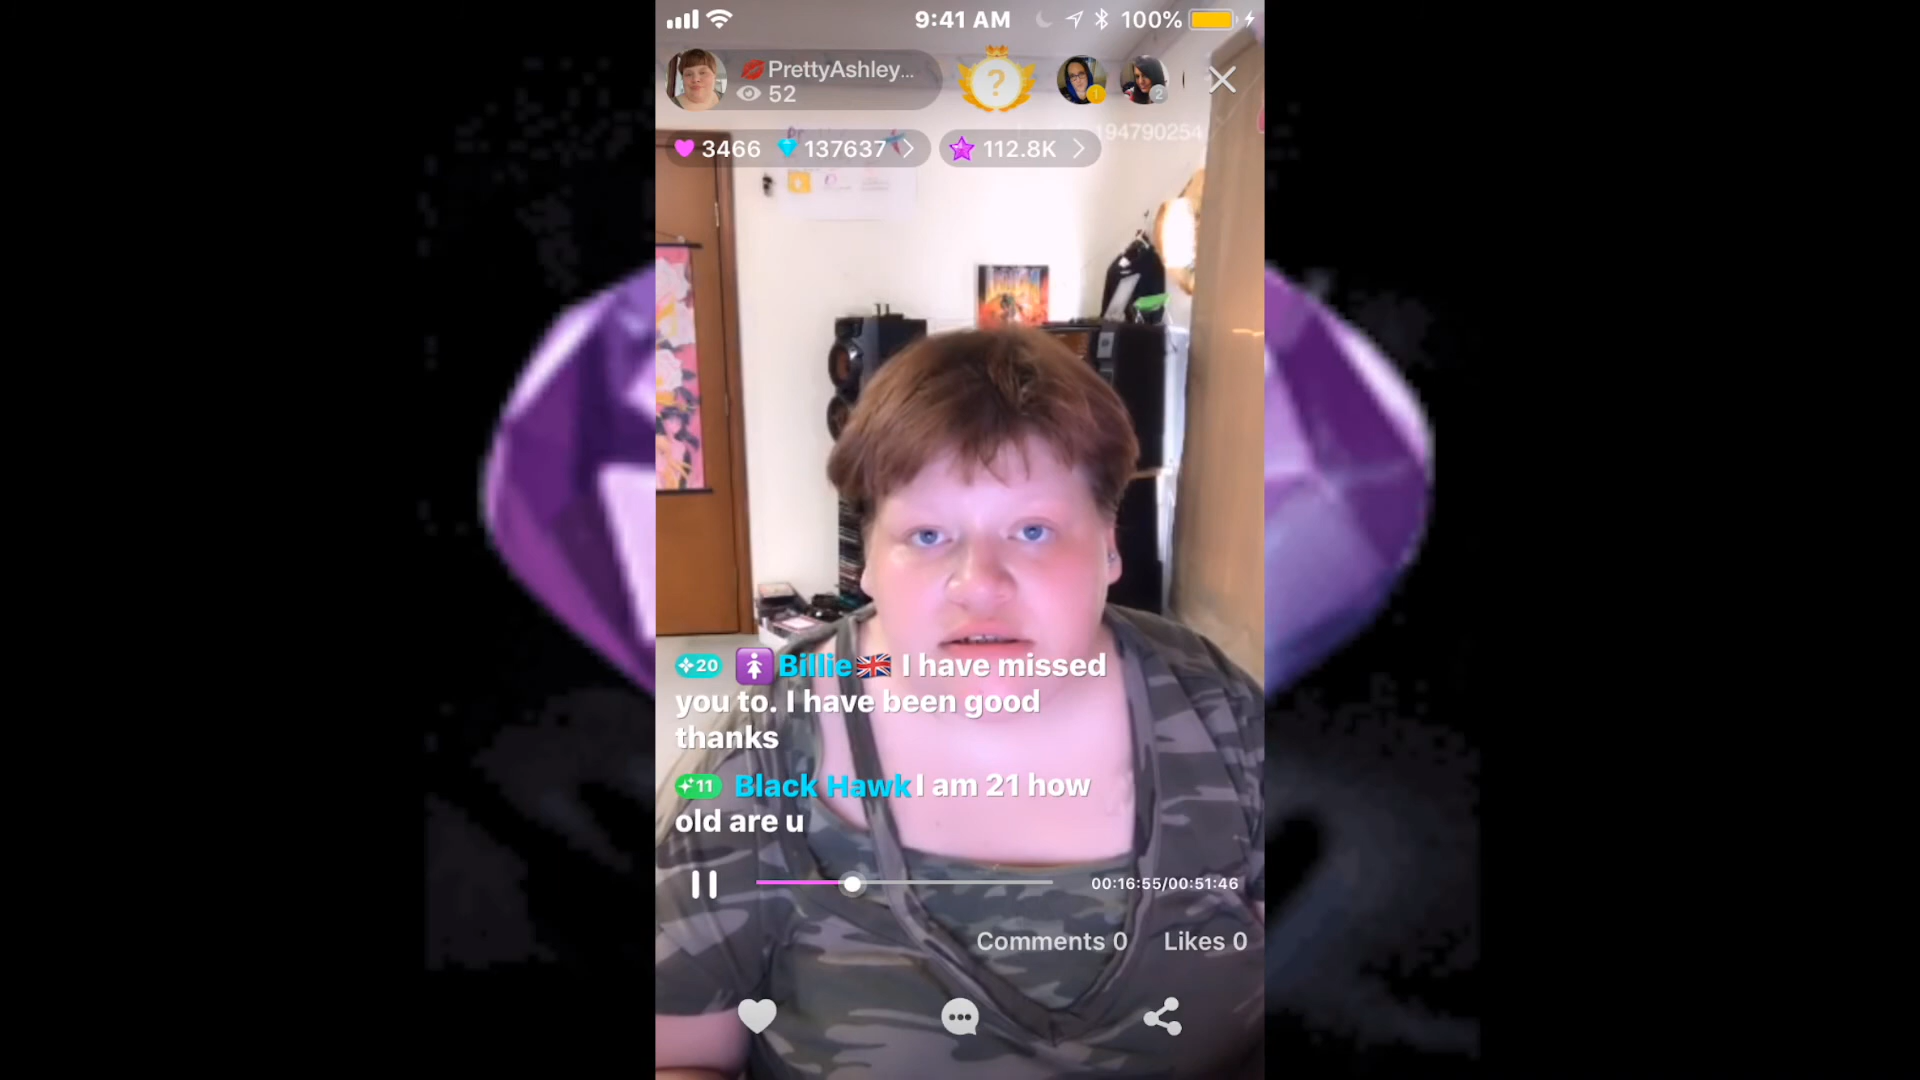 9:41 AM 100%
💋PrettyAshley...
52
?
1
2
194790254
3466 137637
112.8K
20 Billie🇬🇧 I have missed
you to. I have been good
thanks
11 Black Hawk I am 21 how
old are u
00:16:55/00:51:46
Comments 0 Likes 0